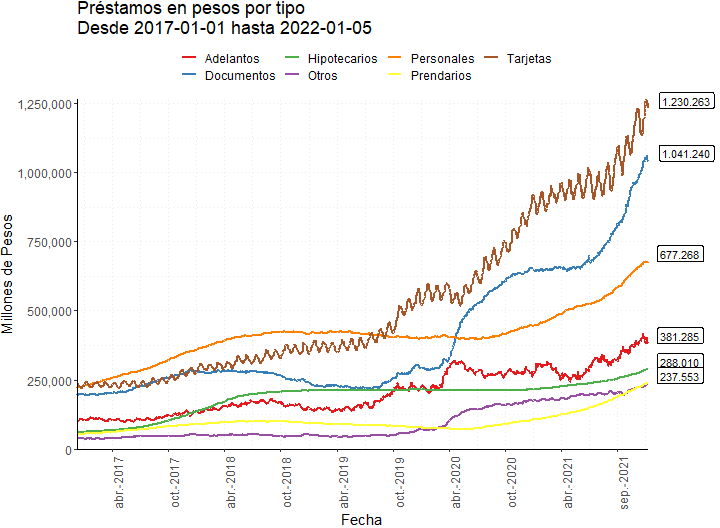 Préstamos en pesos por tipo
Desde 2017-01-01 hasta 2022-01-05
Adelantos Hipotecarios Personales Tarjetas
Documentos Otros Prendarios
1,250,000
1,000,000
750,000
500,000
250,000
0
Millones de Pesos
1.230.263
1.041.240
677.268
381.285
288.010
237.553
abr.-2017
oct.-2017
abr.-2018
oct.-2018
abr.-2019
oct.-2019
abr.-2020
oct.-2020
abr.-2021
sep.-2021
Fecha